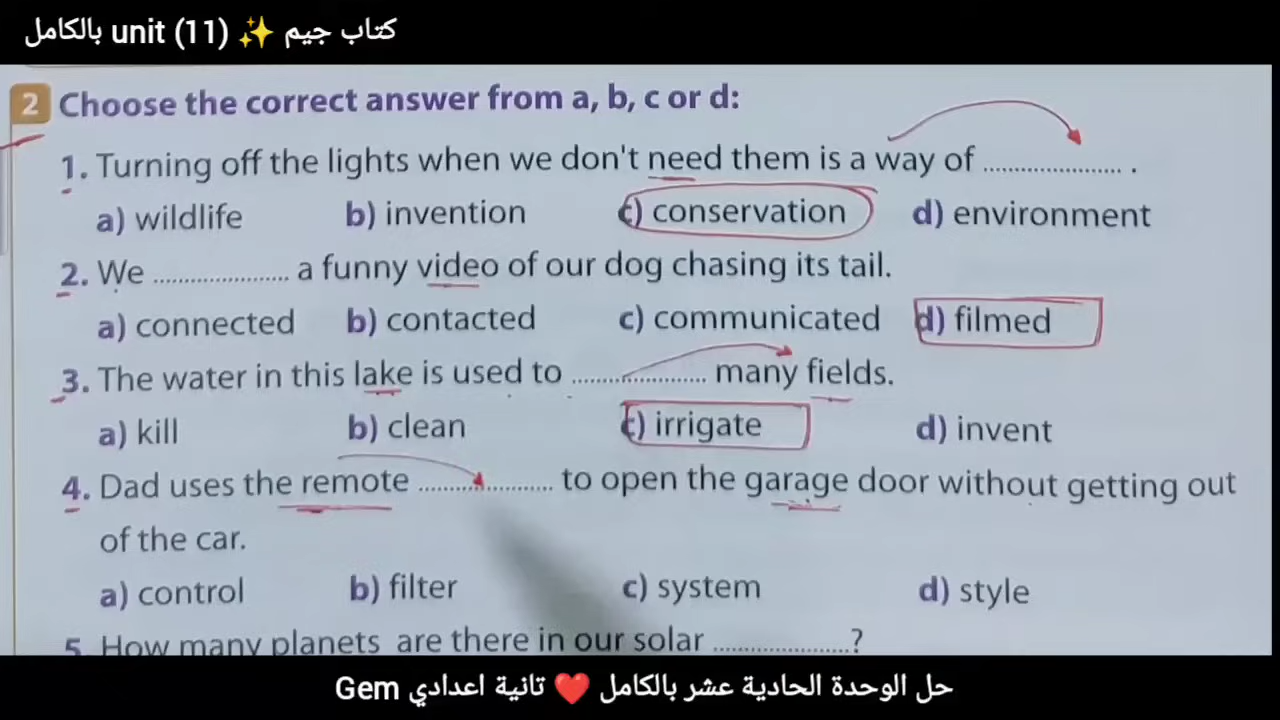 كتاب جيم ✨ unit (11) بالكامل
2 Choose the correct answer from a, b, c or d:
1. Turning off the lights when we don't need them is a way of .................... .
a) wildlife b) invention c) conservation d) environment
2. We .................... a funny video of our dog chasing its tail.
a) connected b) contacted c) communicated d) filmed
3. The water in this lake is used to .................... many fields.
a) kill b) clean c) irrigate d) invent
4. Dad uses the remote .................... to open the garage door without getting out
of the car.
a) control b) filter c) system d) style
5. How many planets are there in our solar .................... ?
حل الوحدة الحادية عشر بالكامل ❤️ تانية اعدادي Gem